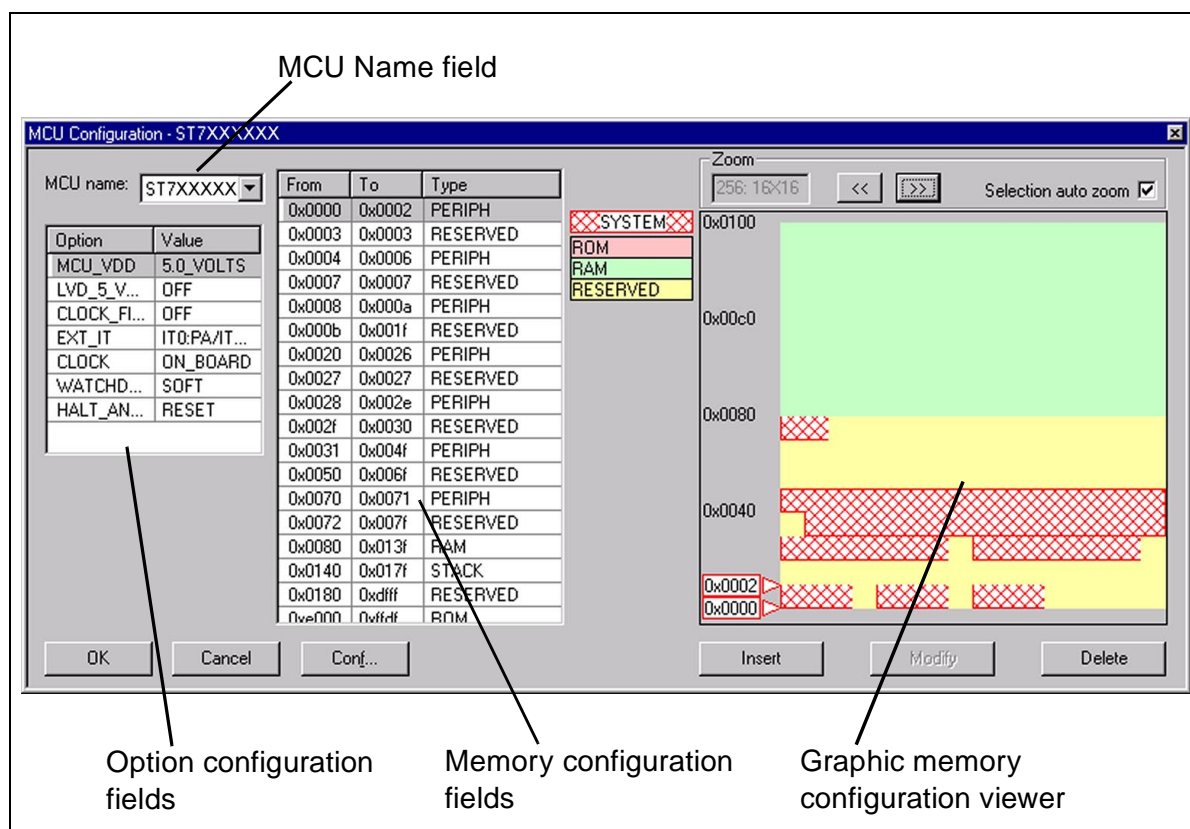 MCU Name field
MCU Configuration - ST7XXXXXX
MCU name: ST7XXXXX
Option Value
MCU_VDD 5.0_VOLTS
LVD_5_V... OFF
CLOCK_FI... OFF
EXT_IT IT0:PA/IT...
CLOCK ON_BOARD
WATCHD... SOFT
HALT_AN... RESET
From To Type
0x0000 0x0002 PERIPH
0x0003 0x0003 RESERVED
0x0004 0x0006 PERIPH
0x0007 0x0007 RESERVED
0x0008 0x000a PERIPH
0x000b 0x001f RESERVED
0x0020 0x0026 PERIPH
0x0027 0x0027 RESERVED
0x0028 0x002e PERIPH
0x002f 0x0030 RESERVED
0x0031 0x004f PERIPH
0x0050 0x006f RESERVED
0x0070 0x0071 PERIPH
0x0072 0x007f RESERVED
0x0080 0x013f RAM
0x0140 0x017f STACK
0x0180 0xdfff RESERVED
0xe000 0xffdf ROM
SYSTEM
ROM
RAM
RESERVED
Zoom
256: 16X16 << >> Selection auto zoom
0x0100
0x00c0
0x0080
0x0040
0x0002
0x0000
OK Cancel Conf... Insert Modify Delete
Option configuration
fields
Memory configuration
fields
Graphic memory
configuration viewer